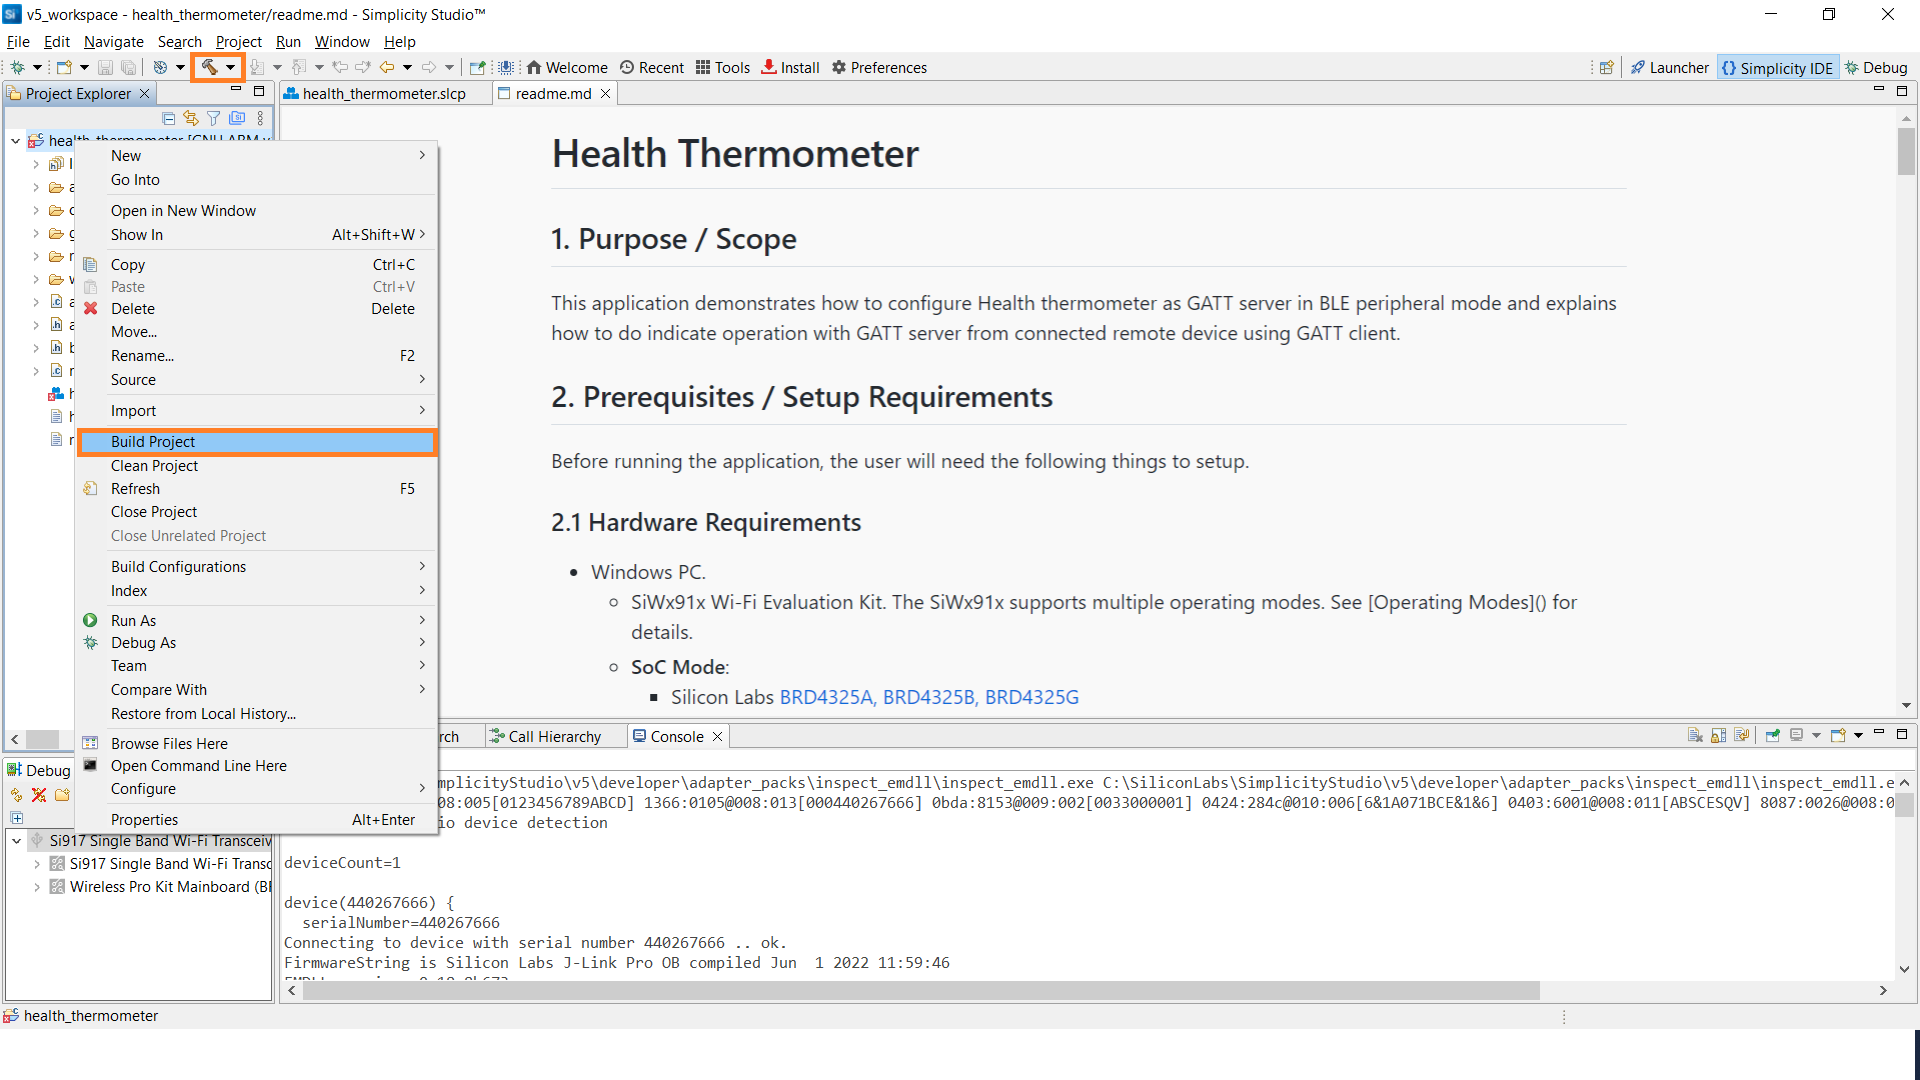 v5_workspace - health_thermometer/readme.md - Simplicity Studio™
File Edit Navigate Search Project Run Window Help
Welcome Recent Tools Install Preferences Launcher Simplicity IDE Debug
Project Explorer health_thermometer.slcp readme.md
health_thermometer [GNU ARM v
New
Go Into
Open in New Window
Show In Alt+Shift+W
Copy Ctrl+C
Paste Ctrl+V
Delete Delete
Move...
Rename... F2
Source
Import
Build Project
Clean Project
Refresh F5
Close Project
Close Unrelated Project
Build Configurations
Index
Run As
Debug As
Team
Compare With
Restore from Local History...
Browse Files Here
Open Command Line Here
Configure
Properties Alt+Enter
Health Thermometer
1. Purpose / Scope
This application demonstrates how to configure Health thermometer as GATT server in BLE peripheral mode and explains
how to do indicate operation with GATT server from connected remote device using GATT client.
2. Prerequisites / Setup Requirements
Before running the application, the user will need the following things to setup.
2.1 Hardware Requirements
Windows PC.
SiWx91x Wi-Fi Evaluation Kit. The SiWx91x supports multiple operating modes. See [Operating Modes]() for
details.
SoC Mode:
Silicon Labs BRD4325A, BRD4325B, BRD4325G
rch Call Hierarchy Console
mplicityStudio\v5\developer\adapter_packs\inspect_emdll\inspect_emdll.exe C:\SiliconLabs\SimplicityStudio\v5\developer\adapter_packs\inspect_emdll\inspect_emdll.e
08:005[0123456789ABCD] 1366:0105@008:013[000440267666] 0bda:8153@009:002[0033000001] 0424:284c@010:006[6&1A071BCE&1&6] 0403:6001@008:011[ABSCESQV] 8087:0026@008:0
io device detection
deviceCount=1
device(440267666) {
serialNumber=440267666
Connecting to device with serial number 440267666 .. ok.
FirmwareString is Silicon Labs J-Link Pro OB compiled Jun  1 2022 11:59:46
Debug
Si917 Single Band Wi-Fi Transceiv
Si917 Single Band Wi-Fi Transc
Wireless Pro Kit Mainboard (BR
health_thermometer